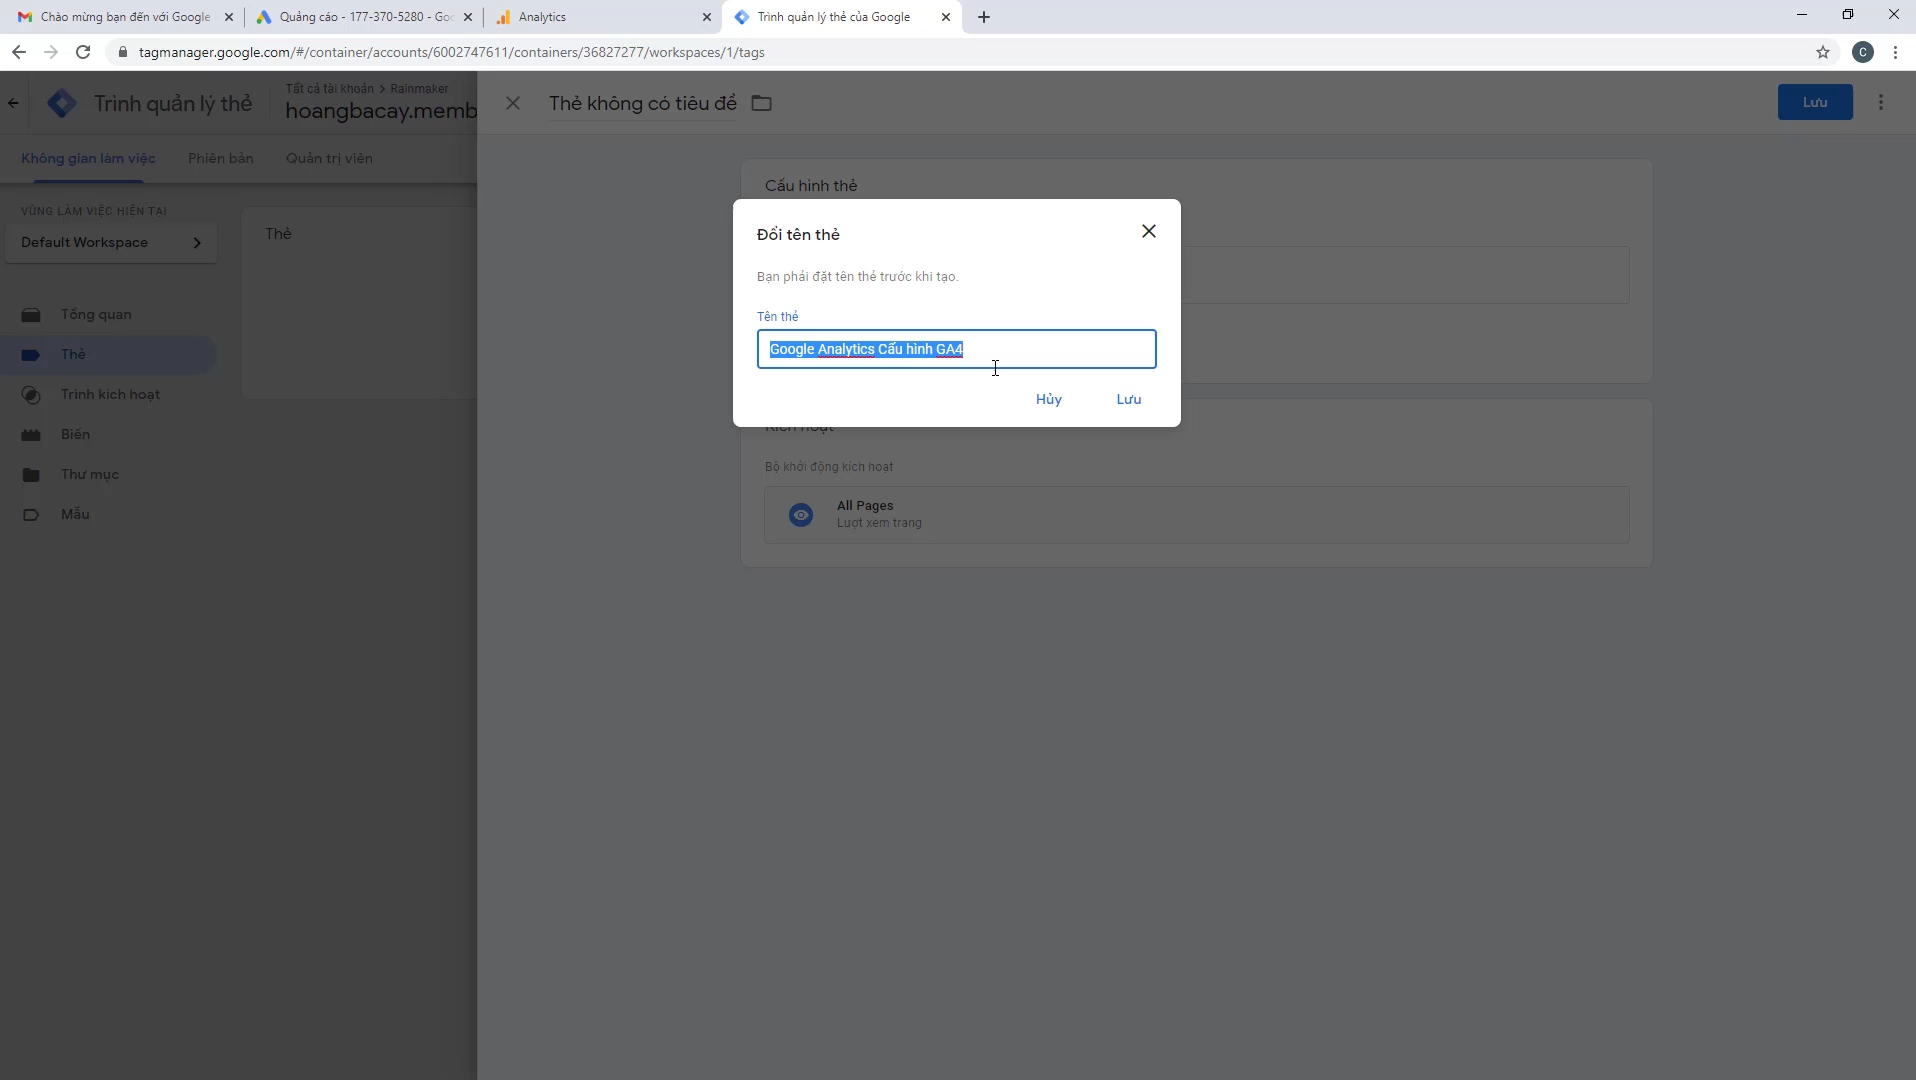 Chào mừng bạn đến với Google
Quảng cáo - 177-370-5280 - Goo
Analytics
Trình quản lý thẻ của Google
tagmanager.google.com/#/container/accounts/6002747611/containers/36827277/workspaces/1/tags
C
Trình quản lý thẻ
Tất cả tài khoản > Rainmaker
hoangbacay.memb
Thẻ không có tiêu đề
Lưu
Không gian làm việc
Phiên bản
Quản trị viên
Cấu hình thẻ
VÙNG LÀM VIỆC HIỆN TẠI
Default Workspace
Thẻ
Đổi tên thẻ
Bạn phải đặt tên thẻ trước khi tạo.
Tên thẻ
Google Analytics Cấu hình GA4
Hủy
Lưu
Tổng quan
Thẻ
Trình kích hoạt
Biến
Thư mục
Mẫu
Kích hoạt
Bộ khởi động kích hoạt
All Pages
Lượt xem trang